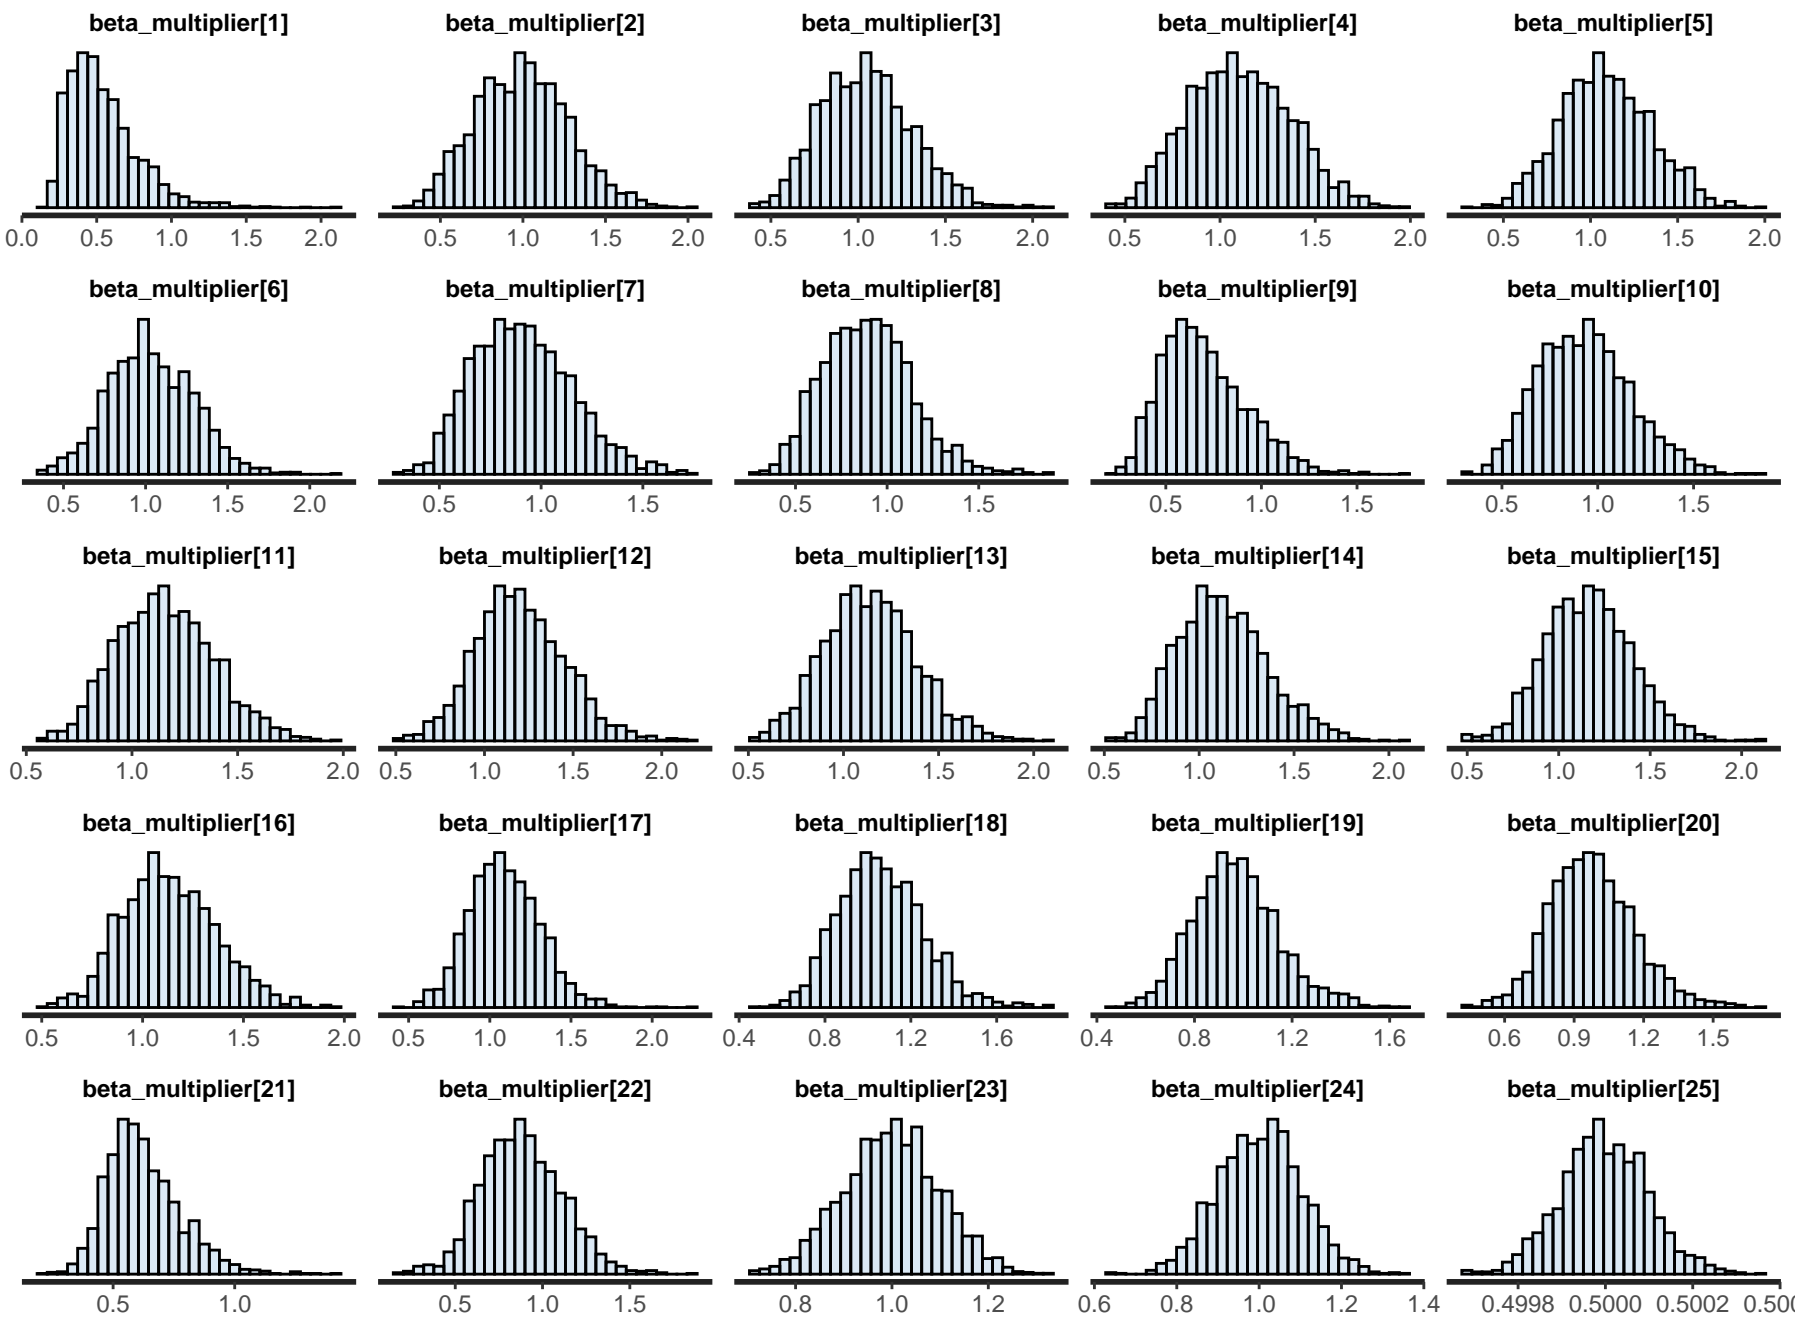 beta_multiplier[1] beta_multiplier[2] beta_multiplier[3] beta_multiplier[4] beta_multiplier[5]
0.0 0.5 1.0 1.5 2.0 0.5 1.0 1.5 2.0 0.5 1.0 1.5 2.0 0.5 1.0 1.5 2.0 0.5 1.0 1.5 2.0
beta_multiplier[6] beta_multiplier[7] beta_multiplier[8] beta_multiplier[9] beta_multiplier[10]
0.5 1.0 1.5 2.0 0.5 1.0 1.5 0.5 1.0 1.5 0.5 1.0 1.5 0.5 1.0 1.5
beta_multiplier[11] beta_multiplier[12] beta_multiplier[13] beta_multiplier[14] beta_multiplier[15]
0.5 1.0 1.5 2.0 0.5 1.0 1.5 2.0 0.5 1.0 1.5 2.0 0.5 1.0 1.5 2.0 0.5 1.0 1.5 2.0
beta_multiplier[16] beta_multiplier[17] beta_multiplier[18] beta_multiplier[19] beta_multiplier[20]
0.5 1.0 1.5 2.0 0.5 1.0 1.5 2.0 0.4 0.8 1.2 1.6 0.4 0.8 1.2 1.6 0.6 0.9 1.2 1.5
beta_multiplier[21] beta_multiplier[22] beta_multiplier[23] beta_multiplier[24] beta_multiplier[25]
0.5 1.0 0.5 1.0 1.5 0.8 1.0 1.2 0.6 0.8 1.0 1.2 1.4 0.4998 0.5000 0.5002